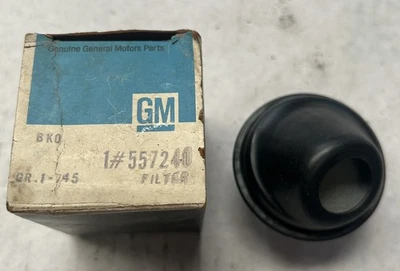 Genuine General Motors Parts
GM
BKO
1#557240
GR.1-745
FILTER